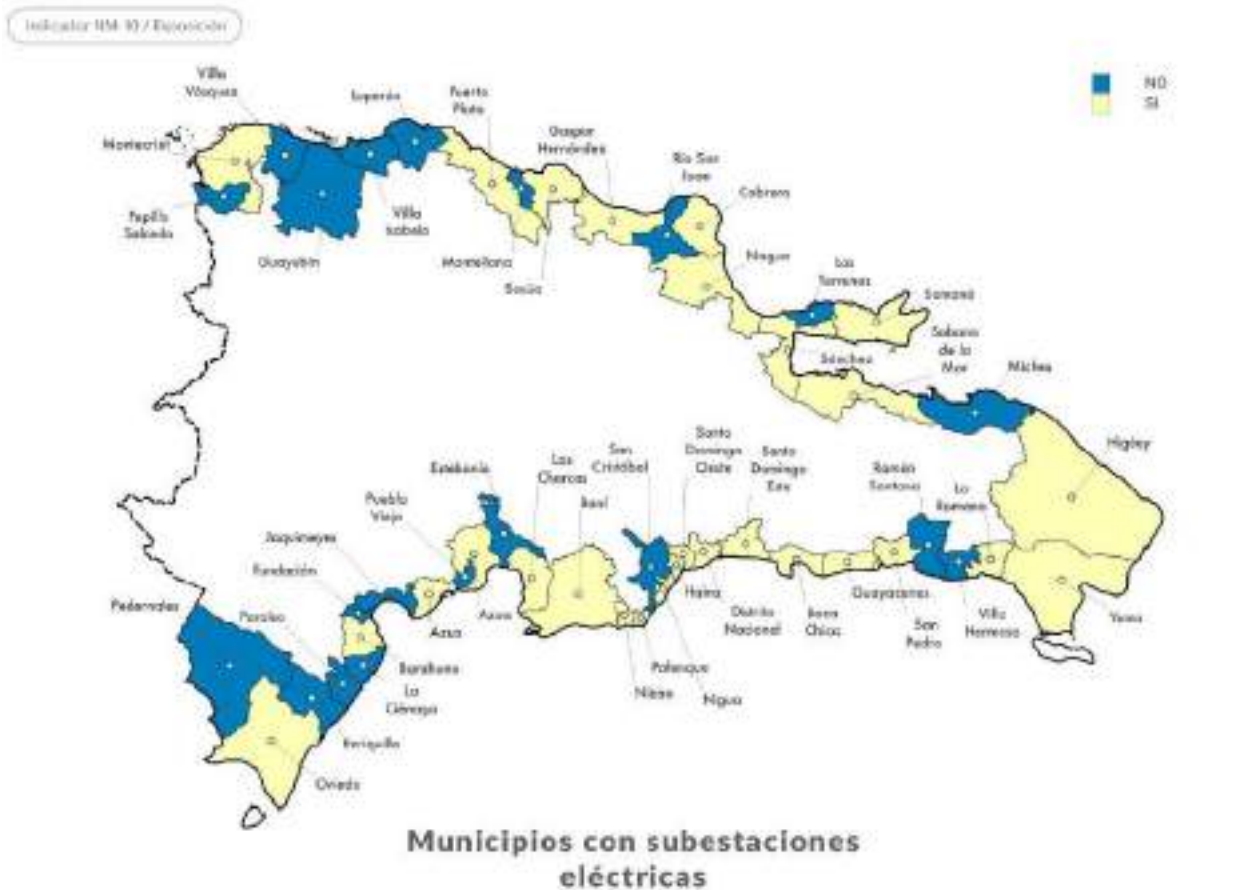 Indicador NM-10 / Exposición
NO
SI
Villa
Vásquez
Luperón
Puerto
Plata
Gaspar
Hernández
Río San
Juan
Cabrera
Montecristi
Pepillo
Salcedo
Guayubín
Villa
Isabela
Montellano
Sosúa
Nagua
Las
Terrenas
Samaná
Sánchez
Sabana
de la
Mar
Miches
Higüey
Estebanía
Las
Charcas
San
Cristóbal
Baní
Santo
Domingo
Oeste
Santo
Domingo
Este
Ramón
Santana
La
Romana
Pueblo
Viejo
Jaquimeyes
Fundación
Pedernales
Paraíso
Azua
Azua
Haina
Distrito
Nacional
Boca
Chica
Guayacanes
San
Pedro
Villa
Hermosa
Yuma
Barahona
La
Ciénaga
Palenque
Nizao
Nigua
Enriquillo
Oviedo
Municipios con subestaciones
eléctricas